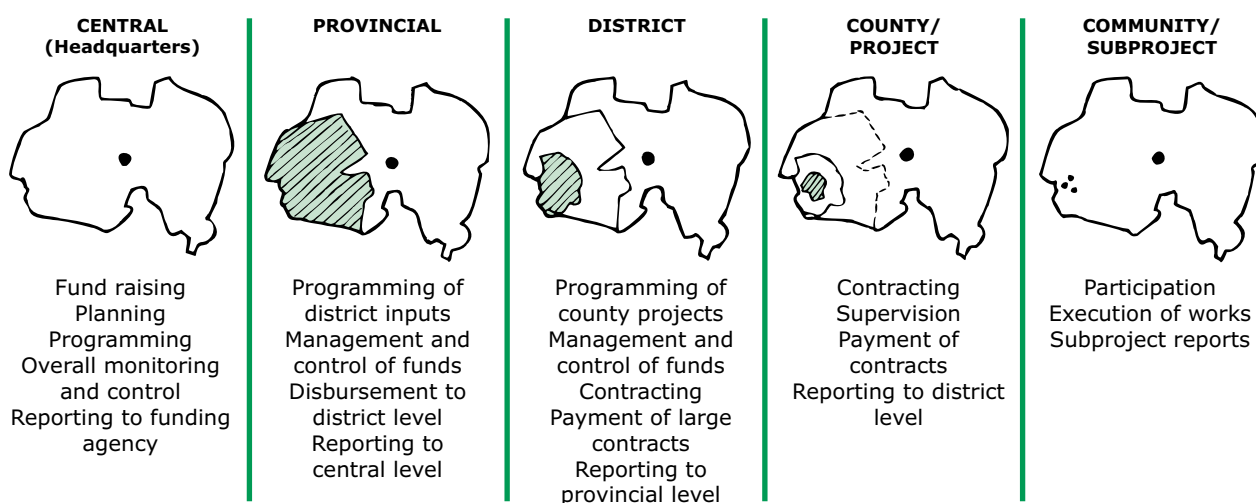 CENTRAL
(Headquarters)
Fund raising
Planning
Programming
Overall monitoring
and control
Reporting to funding
agency
PROVINCIAL
Programming of
district inputs
Management and
control of funds
Disbursement to
district level
Reporting to
central level
DISTRICT
Programming of
county projects
Management and
control of funds
Contracting
Payment of large
contracts
Reporting to
provincial level
COUNTY/
PROJECT
Contracting
Supervision
Payment of
contracts
Reporting to district
level
COMMUNITY/
SUBPROJECT
Participation
Execution of works
Subproject reports